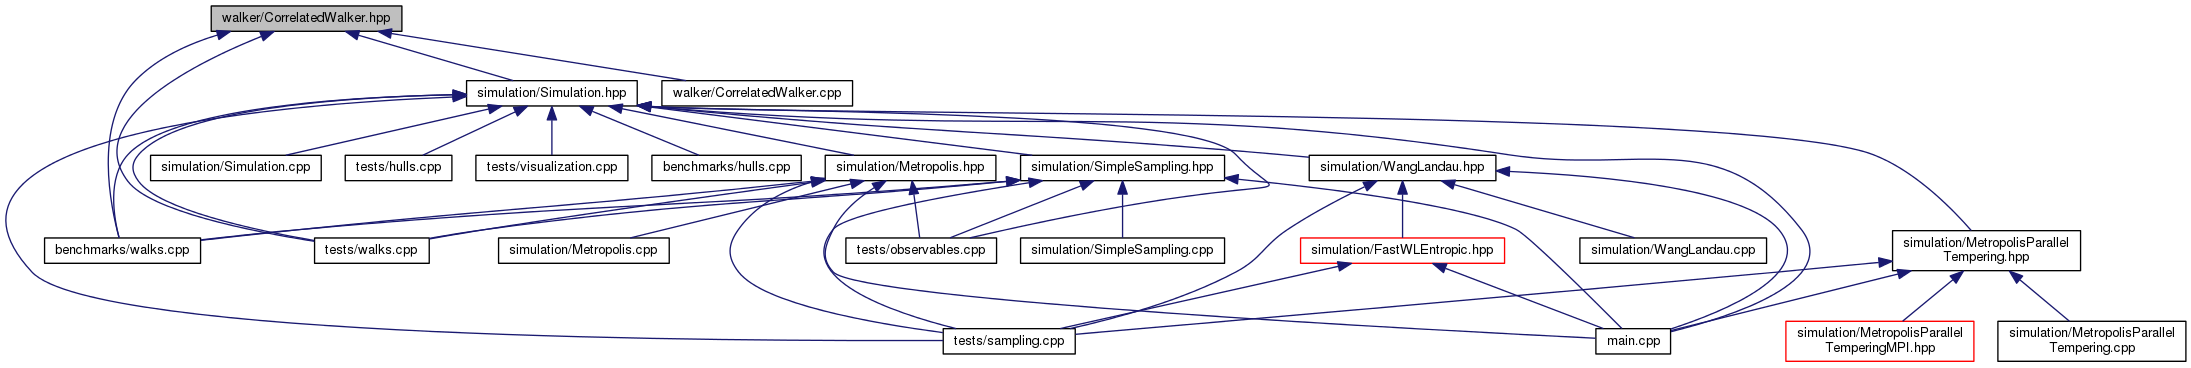 walker/CorrelatedWalker.hpp
simulation/Simulation.hpp
walker/CorrelatedWalker.cpp
simulation/Simulation.cpp
tests/hulls.cpp
tests/visualization.cpp
benchmarks/hulls.cpp
simulation/Metropolis.hpp
simulation/SimpleSampling.hpp
simulation/WangLandau.hpp
benchmarks/walks.cpp
tests/walks.cpp
simulation/Metropolis.cpp
tests/observables.cpp
simulation/SimpleSampling.cpp
simulation/FastWLEntropic.hpp
simulation/WangLandau.cpp
simulation/MetropolisParallel
Tempering.hpp
tests/sampling.cpp
main.cpp
simulation/MetropolisParallel
TemperingMPI.hpp
simulation/MetropolisParallel
Tempering.cpp